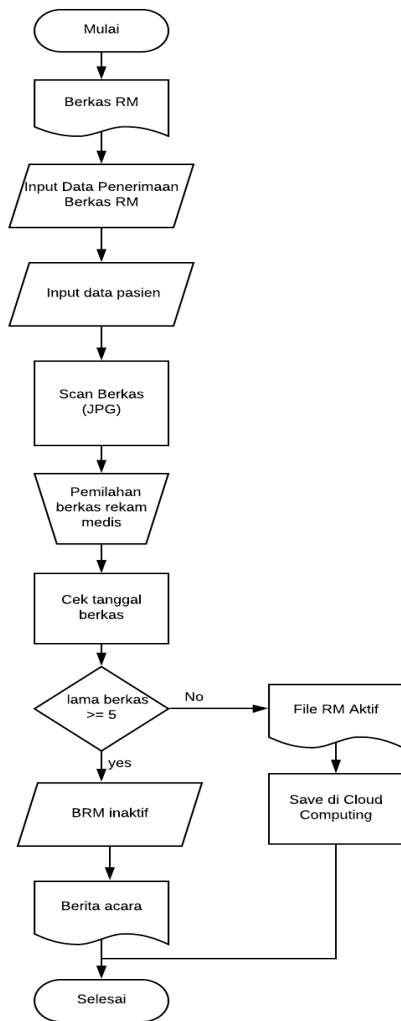 Mulai
Berkas RM
Input Data Penerimaan
Berkas RM
Input data pasien
Scan Berkas
(JPG)
Pemilahan
berkas rekam
medis
Cek tanggal
berkas
lama berkas
>= 5
No
File RM Aktif
yes
Save di Cloud
Computing
BRM inaktif
Berita acara
Selesai